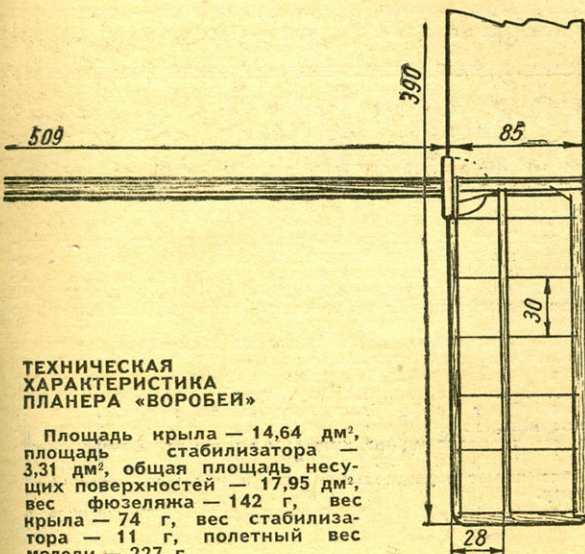 390
509
85
30
ТЕХНИЧЕСКАЯ
ХАРАКТЕРИСТИКА
ПЛАНЕРА «ВОРОБЕЙ»
Площадь крыла — 14,64 дм²,
площадь стабилизатора —
3,31 дм², общая площадь несу-
щих поверхностей — 17,95 дм²,
вес фюзеляжа — 142 г, вес
крыла — 74 г, вес стабилиза-
тора — 11 г, полетный вес
модели — 227 г.
28